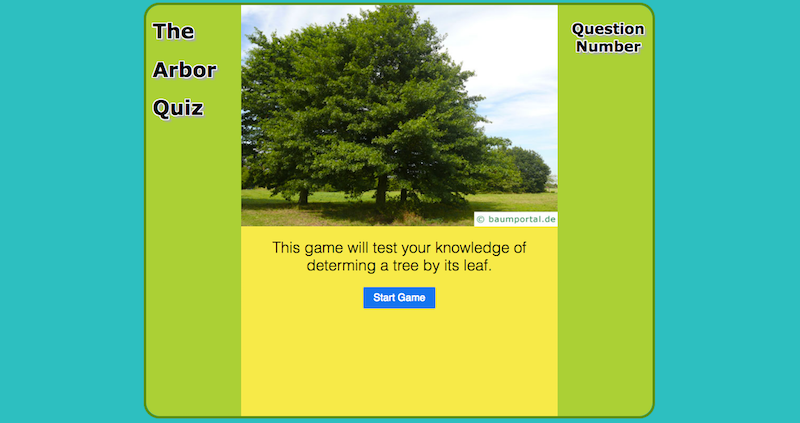 The
Arbor
Quiz
Question
Number
© baumportal.de
This game will test your knowledge of
determing a tree by its leaf.
Start Game